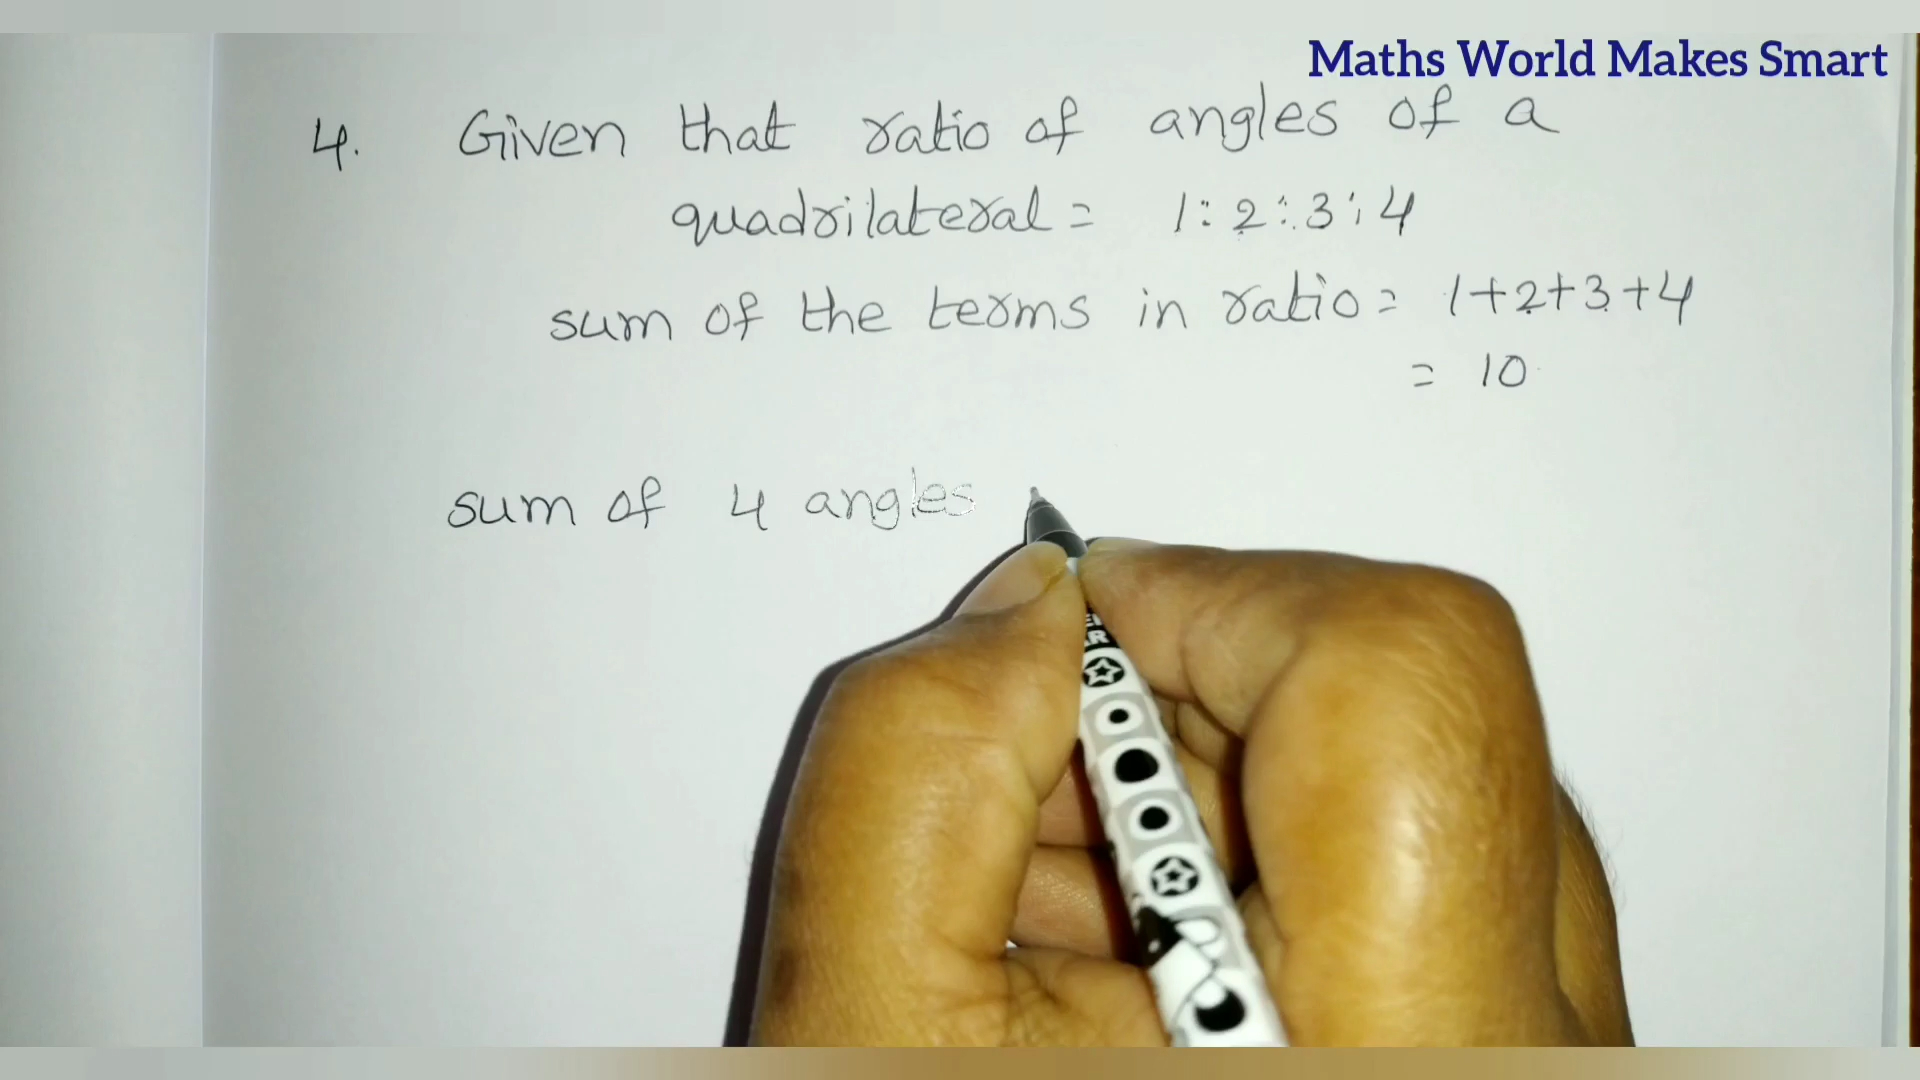 Maths World Makes Smart
4. Given that ratio of angles of a
quadrilateral = 1:2:3:4
sum of the terms in ratio = 1+2+3+4
= 10
sum of 4 angles